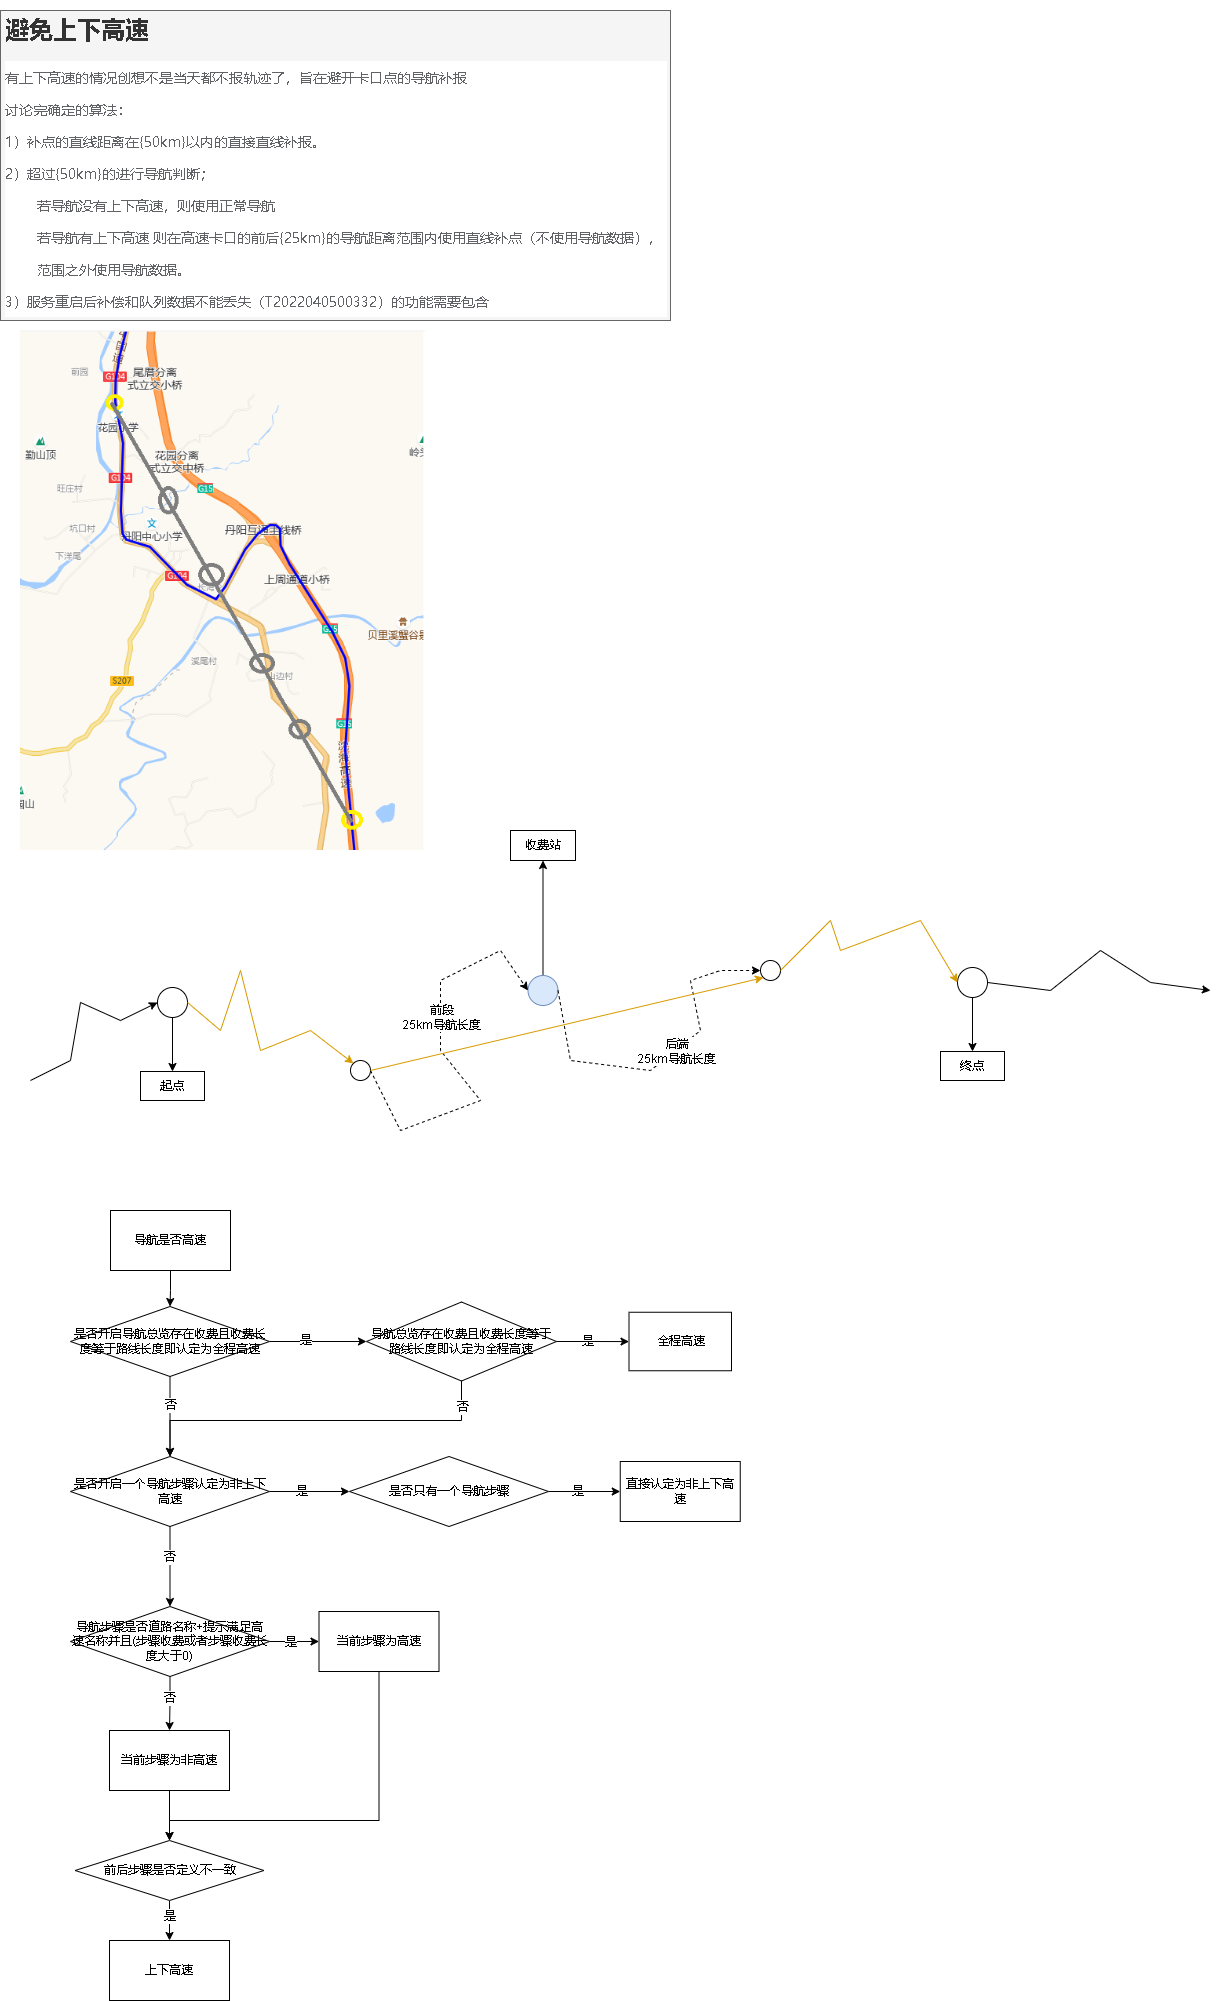 避免上下高速
有上下高速的情况创想不是当天都不报轨迹了，旨在避开卡口点的导航补报
讨论完确定的算法：
1）补点的直线距离在{50km}以内的直接直线补报。
2）超过{50km}的进行导航判断；
若导航没有上下高速，则使用正常导航
若导航有上下高速 则在高速卡口的前后{25km}的导航距离范围内使用直线补点（不使用导航数据），
范围之外使用导航数据。
3）服务重启后补偿和队列数据不能丢失（T2022040500332）的功能需要包含
前园
G104
尾厝分离
式立交小桥
花园小学
勤山顶
花园分离
式立交中桥
岭头
G104
旺庄村
G15
坑口村
丹阳中心小学
丹阳互通主线桥
下洋尾
G104
上周通道小桥
G15
贝里溪蟹谷景
溪尾村
山边村
S207
G15
沈海高速
收费站
前段
25km导航长度
后端
25km导航长度
起点
终点
导航是否高速
是否开启导航总览存在收费且收费长
度等于路线长度即认定为全程高速
是
导航总览存在收费且收费长度等于
路线长度即认定为全程高速
是
全程高速
否
否
是否开启一个导航步骤认定为非上下
高速
是
是否只有一个导航步骤
是
直接认定为非上下高
速
否
导航步骤是否道路名称+提示满足高
速名称并且(步骤收费或者步骤收费长
度大于0)
是
当前步骤为高速
否
当前步骤为非高速
前后步骤是否定义不一致
是
上下高速